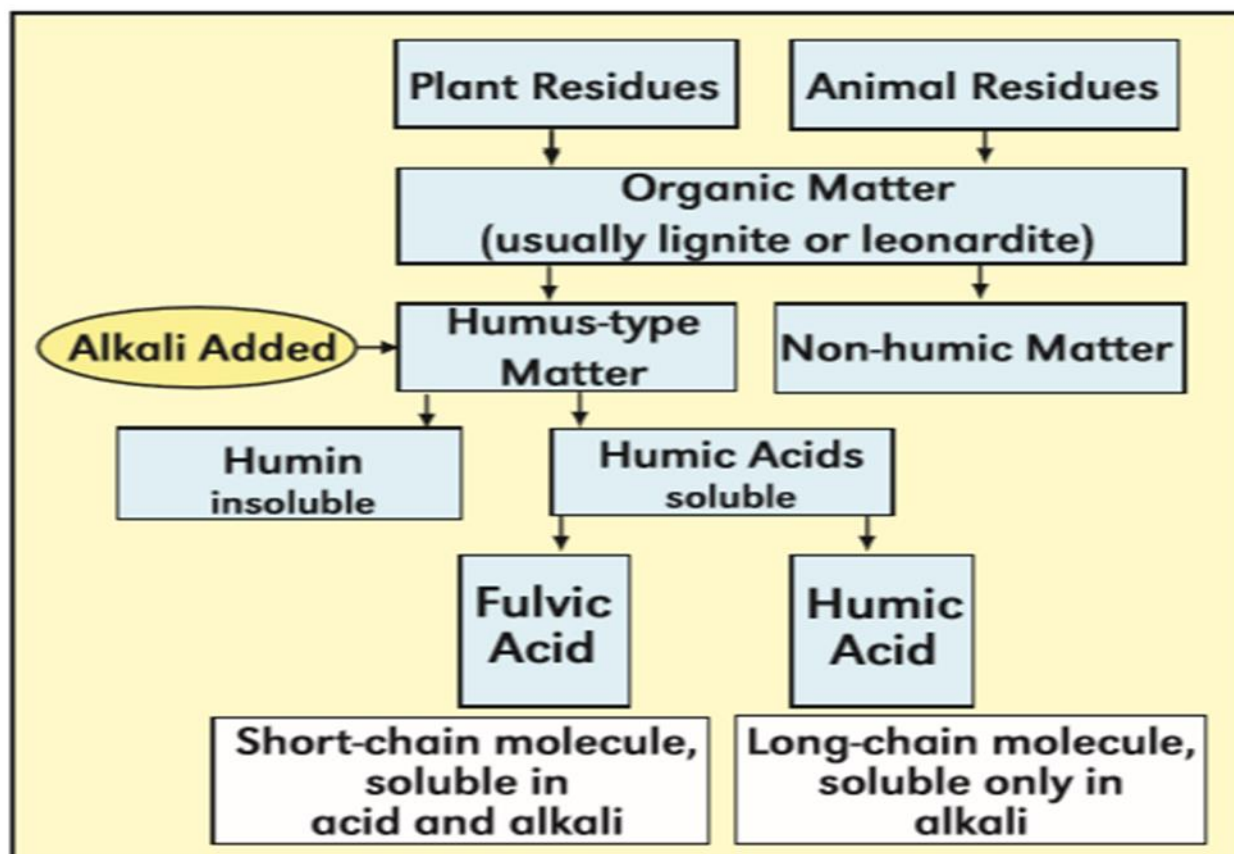 Plant Residues
Animal Residues
Organic Matter
(usually lignite or leonardite)
Alkali Added
Humus-type
Matter
Non-humic Matter
Humin
insoluble
Humic Acids
soluble
Fulvic
Acid
Humic
Acid
Short-chain molecule,
soluble in
acid and alkali
Long-chain molecule,
soluble only in
alkali